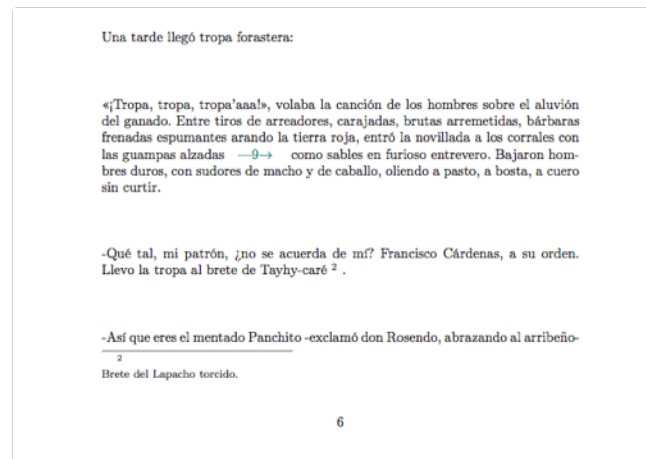 Una tarde llegó tropa forastera:
«¡Tropa, tropa, tropa'aaa!», volaba la canción de los hombres sobre el aluvión
del ganado. Entre tiros de arreadores, carajadas, brutas arremetidas, bárbaras
frenadas espumantes arando la tierra roja, entró la novillada a los corrales con
las guampas alzadas —9→ como sables en furioso entrevero. Bajaron hom-
bres duros, con sudores de macho y de caballo, oliendo a pasto, a bosta, a cuero
sin curtir.
-Qué tal, mi patrón, ¿no se acuerda de mí? Francisco Cárdenas, a su orden.
Llevo la tropa al brete de Tayhy-caré ² .
-Así que eres el mentado Panchito -exclamó don Rosendo, abrazando al arribeño-
2
Brete del Lapacho torcido.
6